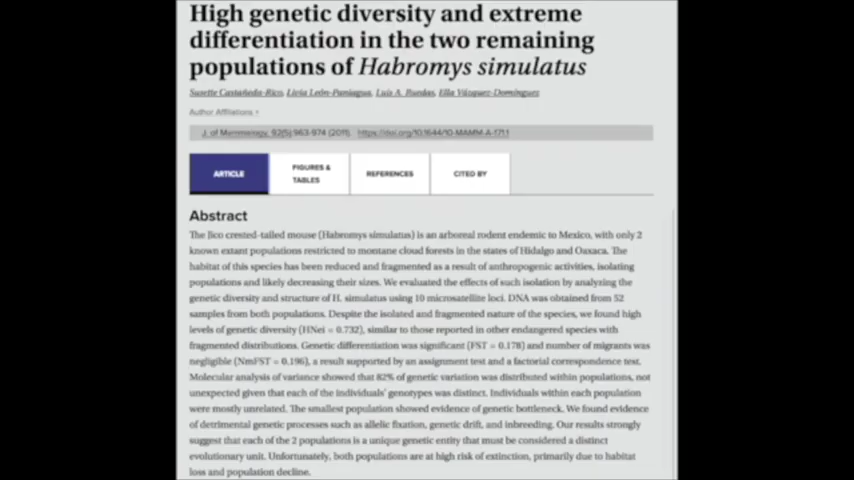 High genetic diversity and extreme
differentiation in the two remaining
populations of Habromys simulatus
Susette Castañeda-Rico, Livia León-Paniagua, Luis A. Ruedas, Ella Vázquez-Domínguez
Author Affiliations +
J. of Mammalogy, 92(5):963-974 (2011). https://doi.org/10.1644/10-MAMM-A-171.1
ARTICLE
FIGURES &
TABLES
REFERENCES
CITED BY
Abstract
The Jico crested-tailed mouse (Habromys simulatus) is an arboreal rodent endemic to Mexico, with only 2
known extant populations restricted to montane cloud forests in the states of Hidalgo and Oaxaca. The
habitat of this species has been reduced and fragmented as a result of anthropogenic activities, isolating
populations and likely decreasing their sizes. We evaluated the effects of such isolation by analyzing the
genetic diversity and structure of H. simulatus using 10 microsatellite loci. DNA was obtained from 52
samples from both populations. Despite the isolated and fragmented nature of the species, we found high
levels of genetic diversity (HNei = 0.732), similar to those reported in other endangered species with
fragmented distributions. Genetic differentiation was significant (FST = 0.178) and number of migrants was
negligible (NmFST = 0.196), a result supported by an assignment test and a factorial correspondence test.
Molecular analysis of variance showed that 82% of genetic variation was distributed within populations, not
unexpected given that each of the individuals' genotypes was distinct. Individuals within each population
were mostly unrelated. The smallest population showed evidence of genetic bottleneck. We found evidence
of detrimental genetic processes such as allelic fixation, genetic drift, and inbreeding. Our results strongly
suggest that each of the 2 populations is a unique genetic entity that must be considered a distinct
evolutionary unit. Unfortunately, both populations are at high risk of extinction, primarily due to habitat
loss and population decline.